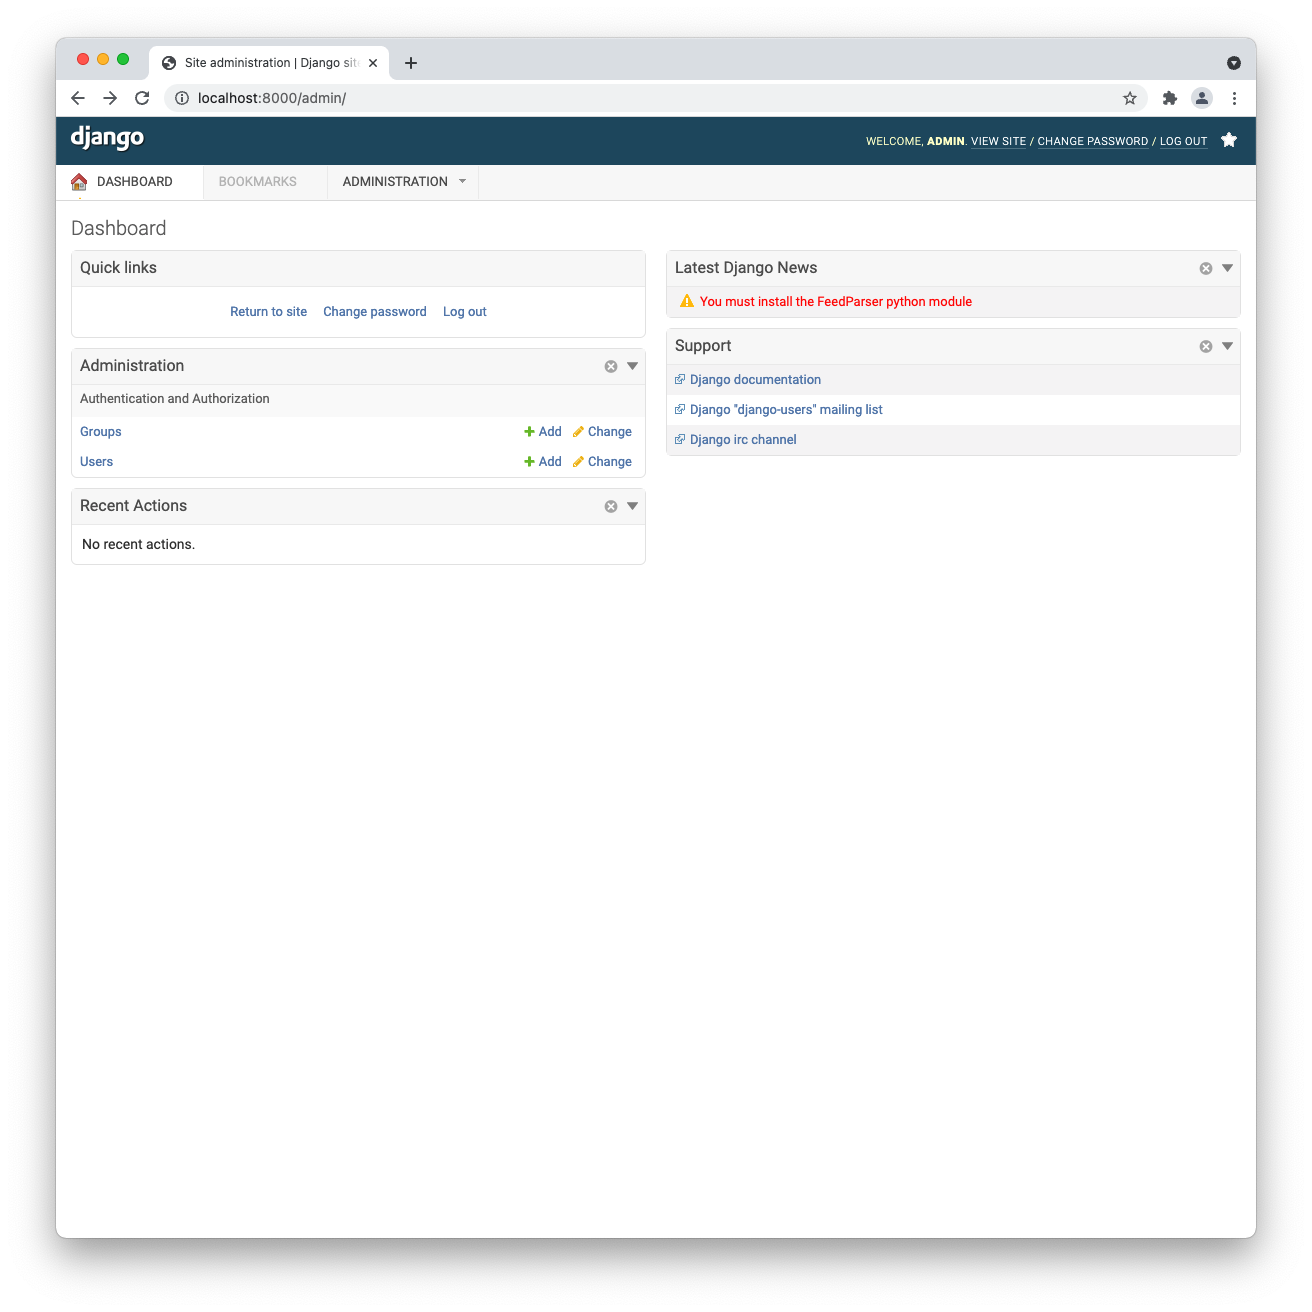 Site administration | Django sit
localhost:8000/admin/
django
WELCOME, ADMIN. VIEW SITE / CHANGE PASSWORD / LOG OUT
DASHBOARD BOOKMARKS ADMINISTRATION
Dashboard
Quick links
Return to site Change password Log out
Administration
Authentication and Authorization
Groups Add Change
Users Add Change
Recent Actions
No recent actions.
Latest Django News
You must install the FeedParser python module
Support
Django documentation
Django "django-users" mailing list
Django irc channel